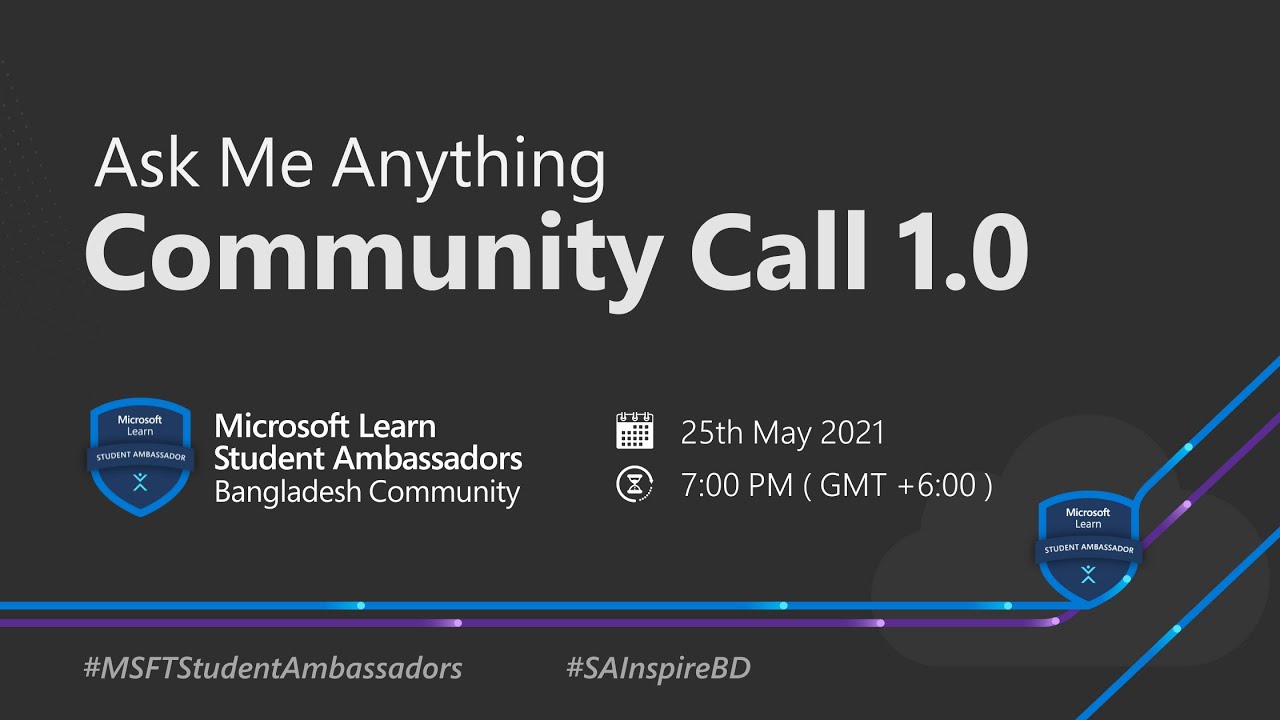 Ask Me Anything
Community Call 1.0
Microsoft
Learn
STUDENT AMBASSADOR
Microsoft Learn
Student Ambassadors
Bangladesh Community
25th May 2021
7:00 PM ( GMT +6:00 )
Microsoft
Learn
STUDENT AMBASSADOR
#MSFTStudentAmbassadors
#SAInspireBD